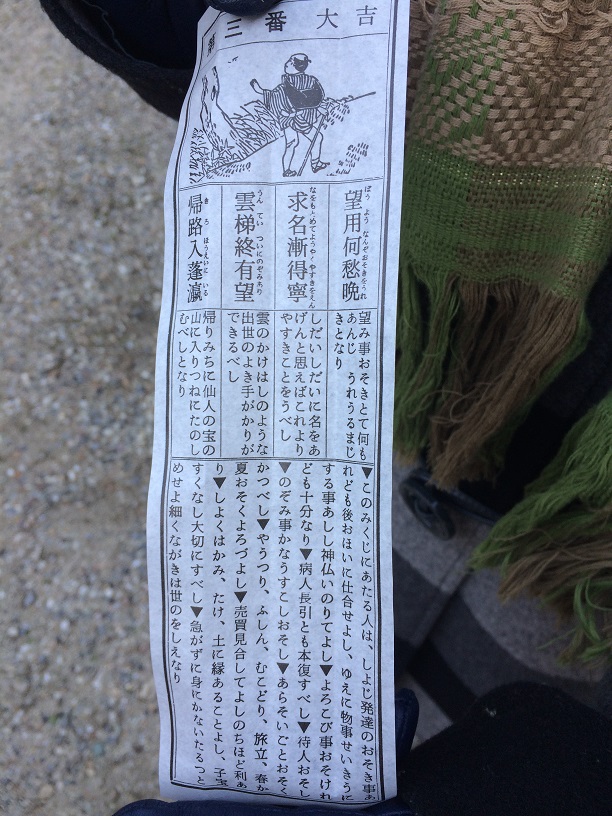 第三番大吉
望用何愁晩
ぼうようなんぞおそきをうれ
求名漸得寧
なをもとめてようやくやすきをえん
雲梯終有望
うんていついにのぞみあり
帰路入蓬瀛
きろほうえいにいる
望み事おそきとて何も
あんじ うれうるまじ
きとなり
しだいしだいに名をあ
げんと思えばこれより
やすきことをうべし
雲のかけはしのような
出世のよき手がかりが
できるべし
帰りみちに仙人の宝の
山に入りつねにたのし
むべしとなり
▼このみくじにあたる人は、しよじ発達のおそき事あ
れども後おほいに仕合せよし、ゆえに物事せいきうに
する事あしし神仏いのりてよし▼よろこび事おそけれ
ども十分なり▼病人長引とも本復すべし▼待人おそし
▼のぞみ事かなうすこしおそし▼あらそいごとおそく
かつべし▼やうつり、ふしん、むこどり、旅立、春か
夏おそくよろづよし▼売買見合してよしのちほど利あ
り▼しよくはかみ、たけ、土に縁あることよし、子宝
すくなし大切にすべし▼急がずに身にかないたるつと
めせよ細くながきは世のをしえなり